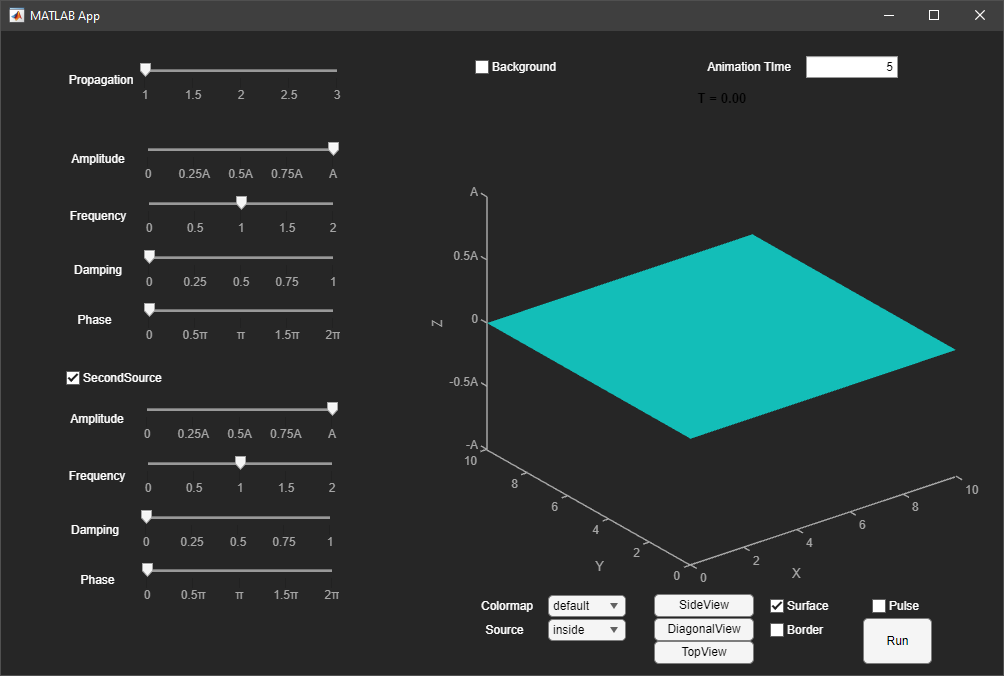 MATLAB App
Propagation
1 1.5 2 2.5 3
Amplitude
0 0.25A 0.5A 0.75A A
Frequency
0 0.5 1 1.5 2
Damping
0 0.25 0.5 0.75 1
Phase
0 0.5π π 1.5π 2π
SecondSource
Amplitude
0 0.25A 0.5A 0.75A A
Frequency
0 0.5 1 1.5 2
Damping
0 0.25 0.5 0.75 1
Phase
0 0.5π π 1.5π 2π
Background
Animation TIme 5
T = 0.00
A
0.5A
0
-0.5A
-A
Z
10
8
6
4
2
0
Y
0
2
4
6
8
10
X
Colormap default
Source inside
SideView
DiagonalView
TopView
Surface
Border
Pulse
Run